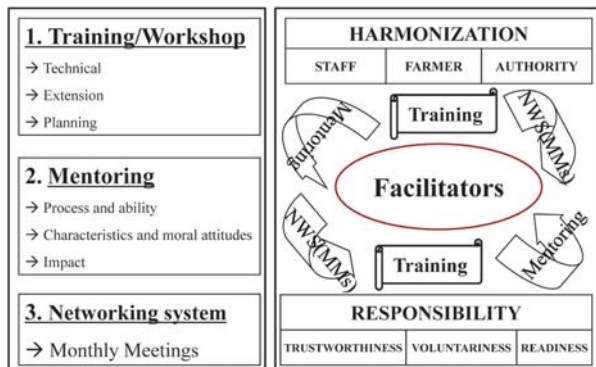 1. Training/Workshop
→ Technical
→ Extension
→ Planning
2. Mentoring
→ Process and ability
→ Characteristics and moral attitudes
→ Impact
3. Networking system
→ Monthly Meetings
HARMONIZATION
STAFF FARMER AUTHORITY
Mentoring
Training
NWS(MMs)
Facilitators
NWS(MMs)
Training
Mentoring
RESPONSIBILITY
TRUSTWORTHINESS VOLUNTARINESS READINESS